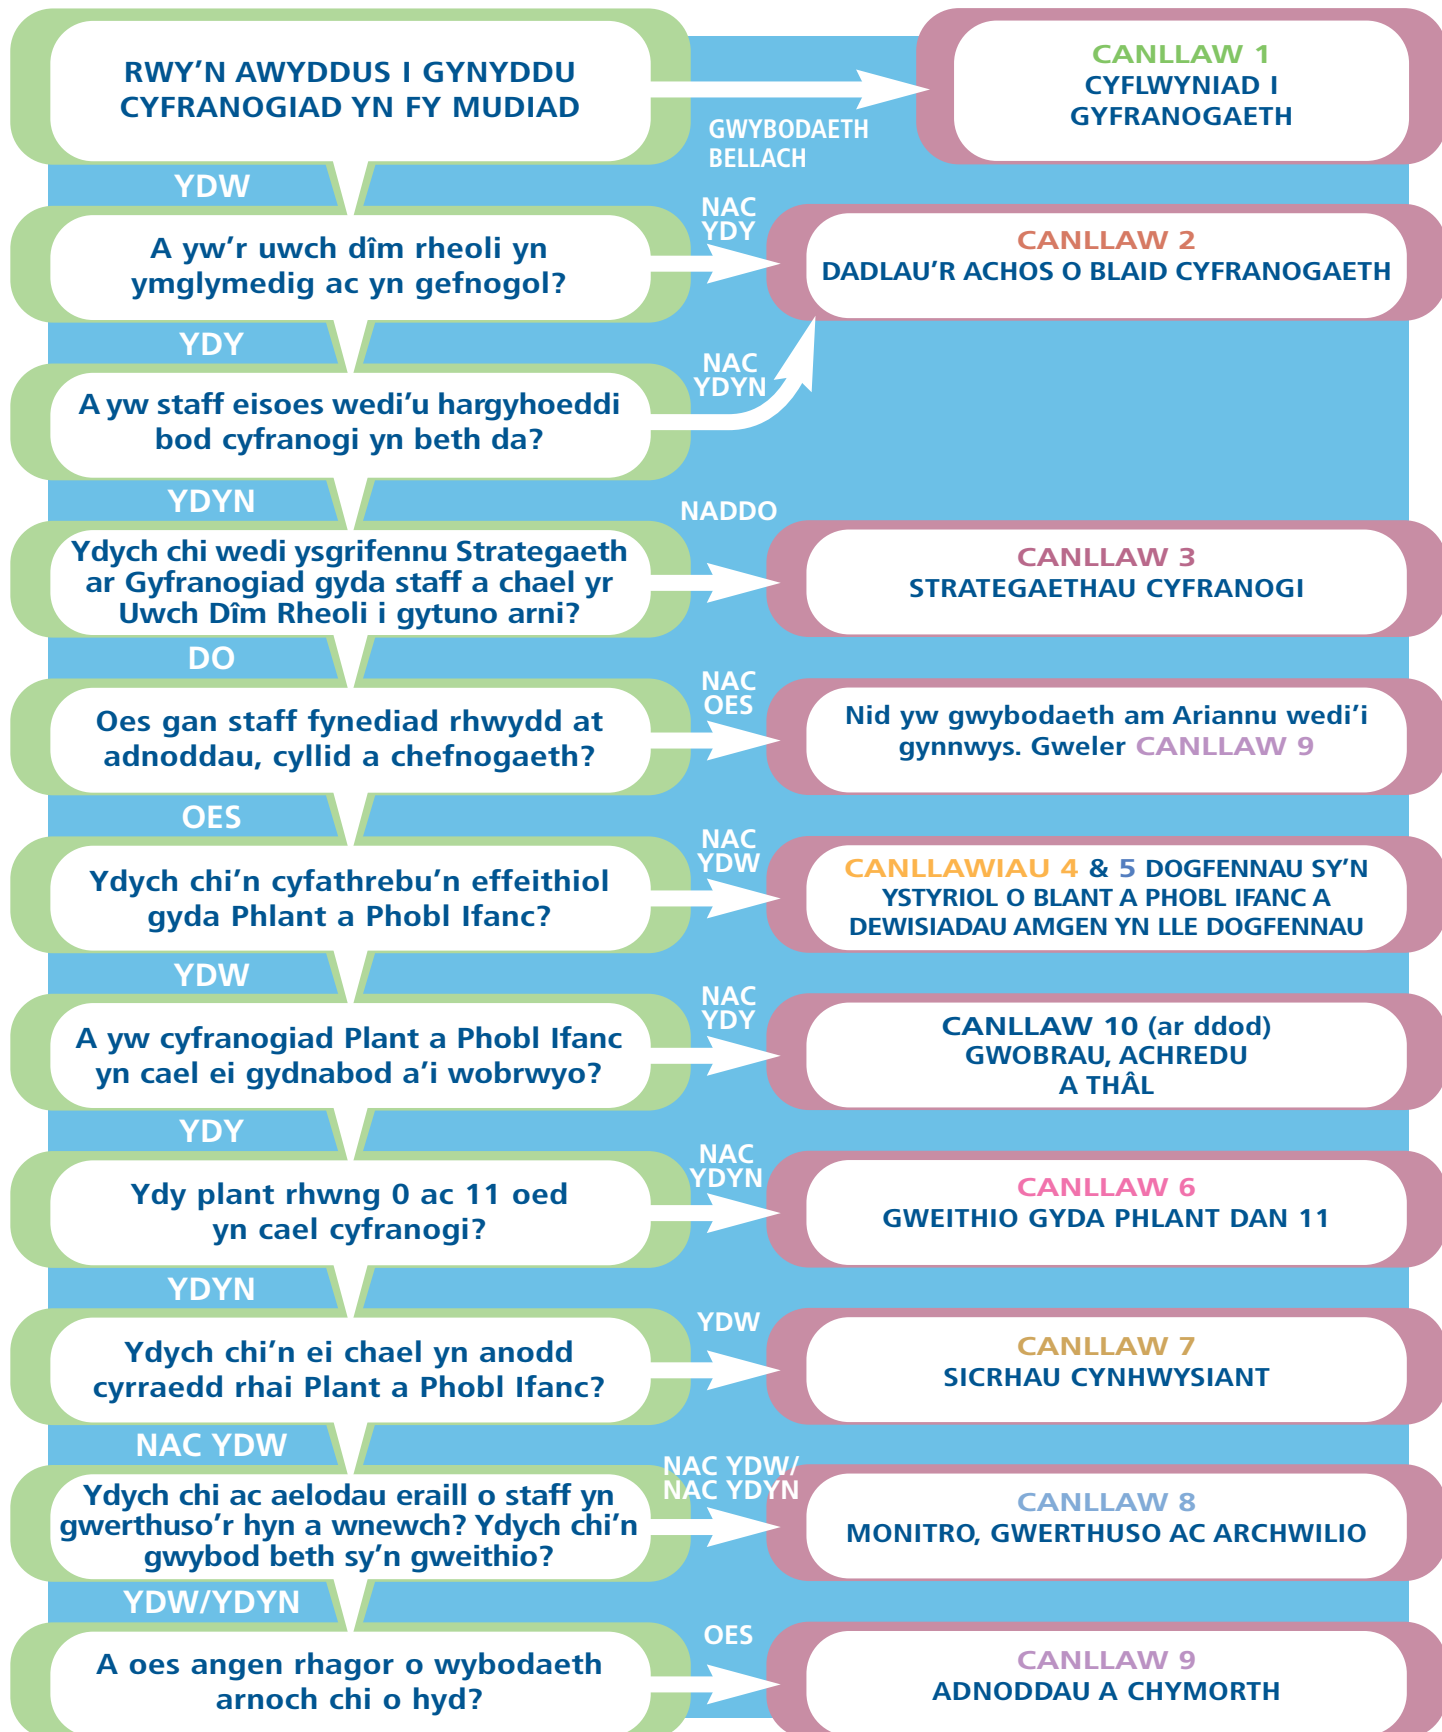 RWY'N AWYDDUS I GYNYDDU
CYFRANOGIAD YN FY MUDIAD
GWYBODAETH
BELLACH
CANLLAW 1
CYFLWYNIAD I
GYFRANOGAETH
YDW
A yw'r uwch dîm rheoli yn
ymglymedig ac yn gefnogol?
NAC
YDY
CANLLAW 2
DADLAU'R ACHOS O BLAID CYFRANOGAETH
YDY
A yw staff eisoes wedi'u hargyhoeddi
bod cyfranogi yn beth da?
NAC
YDYN
YDYN
Ydych chi wedi ysgrifennu Strategaeth
ar Gyfranogiad gyda staff a chael yr
Uwch Dîm Rheoli i gytuno arni?
NADDO
CANLLAW 3
STRATEGAETHAU CYFRANOGI
DO
Oes gan staff fynediad rhwydd at
adnoddau, cyllid a chefnogaeth?
NAC
OES
Nid yw gwybodaeth am Ariannu wedi'i
gynnwys. Gweler CANLLAW 9
OES
Ydych chi'n cyfathrebu'n effeithiol
gyda Phlant a Phobl Ifanc?
NAC
YDW
CANLLAWIAU 4 & 5 DOGFENNAU SY'N
YSTYRIOL O BLANT A PHOBL IFANC A
DEWISIADAU AMGEN YN LLE DOGFENNAU
YDW
A yw cyfranogiad Plant a Phobl Ifanc
yn cael ei gydnabod a'i wobrwyo?
NAC
YDY
CANLLAW 10 (ar ddod)
GWOBRAU, ACHREDU
A THÂL
YDY
Ydy plant rhwng 0 ac 11 oed
yn cael cyfranogi?
NAC
YDYN
CANLLAW 6
GWEITHIO GYDA PHLANT DAN 11
YDYN
Ydych chi'n ei chael yn anodd
cyrraedd rhai Plant a Phobl Ifanc?
YDW
CANLLAW 7
SICRHAU CYNHWYSIANT
NAC YDW
Ydych chi ac aelodau eraill o staff yn
gwerthuso'r hyn a wnewch? Ydych chi'n
gwybod beth sy'n gweithio?
NAC YDW/
NAC YDYN
CANLLAW 8
MONITRO, GWERTHUSO AC ARCHWILIO
YDW/YDYN
A oes angen rhagor o wybodaeth
arnoch chi o hyd?
OES
CANLLAW 9
ADNODDAU A CHYMORTH